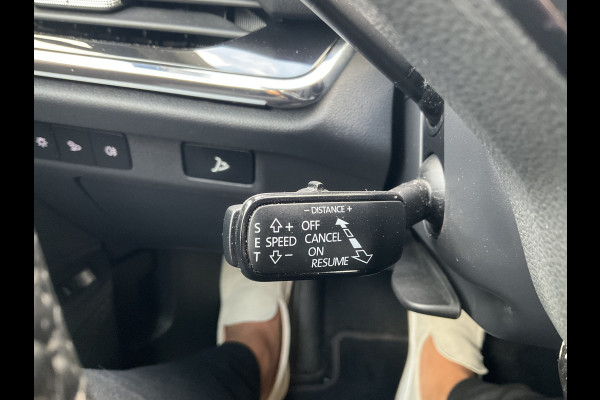 − DISTANCE +
S ⇧ + OFF
E SPEED CANCEL
ON
T ⇩ − RESUME